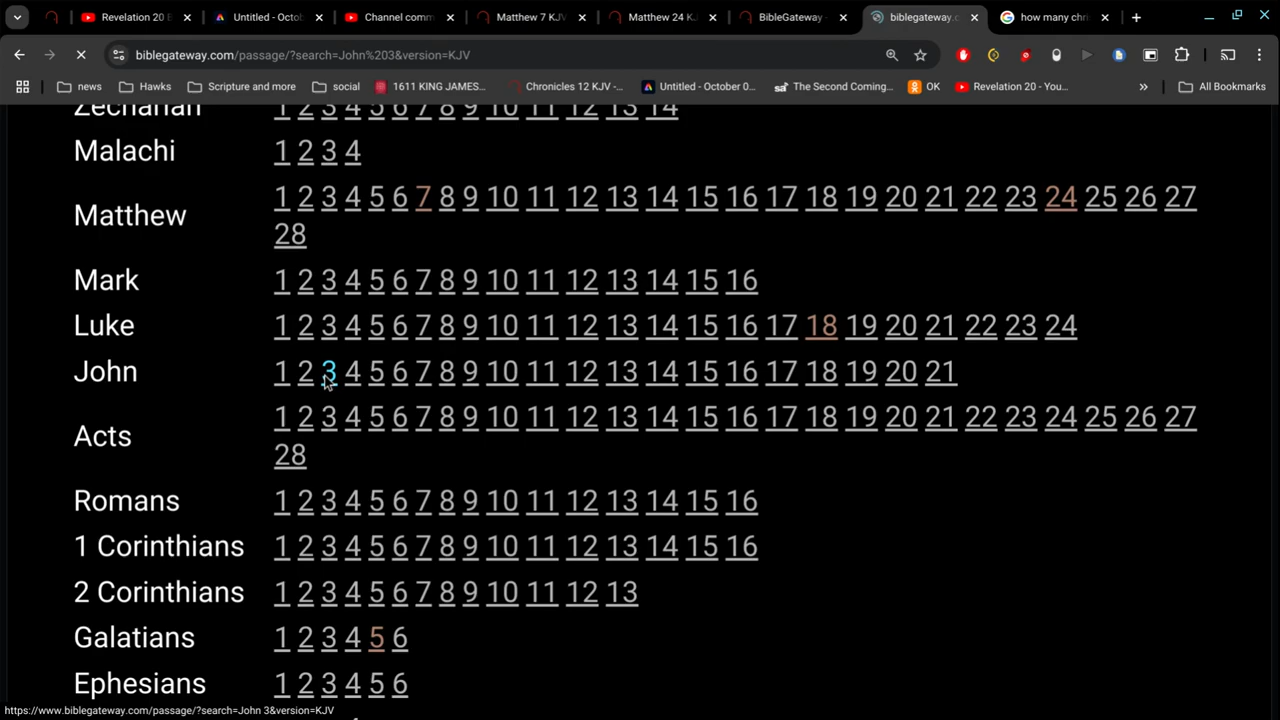 Revelation 20 E
Untitled - Octob
Channel comm
Matthew 7 KJV
Matthew 24 KJ
BibleGateway -
biblegateway.c
how many chri
biblegateway.com/passage/?search=John%203&version=KJV
news
Hawks
Scripture and more
social
1611 KING JAMES...
Chronicles 12 KJV -...
Untitled - October 0...
The Second Coming...
OK
Revelation 20 - You...
»
All Bookmarks
Zechariah 1 2 3 4 5 6 7 8 9 10 11 12 13 14
Malachi 1 2 3 4
Matthew 1 2 3 4 5 6 7 8 9 10 11 12 13 14 15 16 17 18 19 20 21 22 23 24 25 26 27
28
Mark 1 2 3 4 5 6 7 8 9 10 11 12 13 14 15 16
Luke 1 2 3 4 5 6 7 8 9 10 11 12 13 14 15 16 17 18 19 20 21 22 23 24
John 1 2 3 4 5 6 7 8 9 10 11 12 13 14 15 16 17 18 19 20 21
Acts 1 2 3 4 5 6 7 8 9 10 11 12 13 14 15 16 17 18 19 20 21 22 23 24 25 26 27
28
Romans 1 2 3 4 5 6 7 8 9 10 11 12 13 14 15 16
1 Corinthians 1 2 3 4 5 6 7 8 9 10 11 12 13 14 15 16
2 Corinthians 1 2 3 4 5 6 7 8 9 10 11 12 13
Galatians 1 2 3 4 5 6
Ephesians 1 2 3 4 5 6
https://www.biblegateway.com/passage/?search=John 3&version=KJV